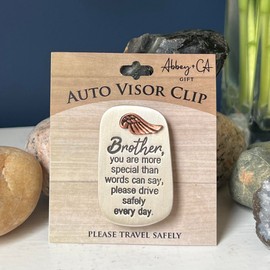 Abbey + CA
GIFT
AUTO VISOR CLIP
Brother,
you are more
special than
words can say,
please drive
safely
every day.
PLEASE TRAVEL SAFELY